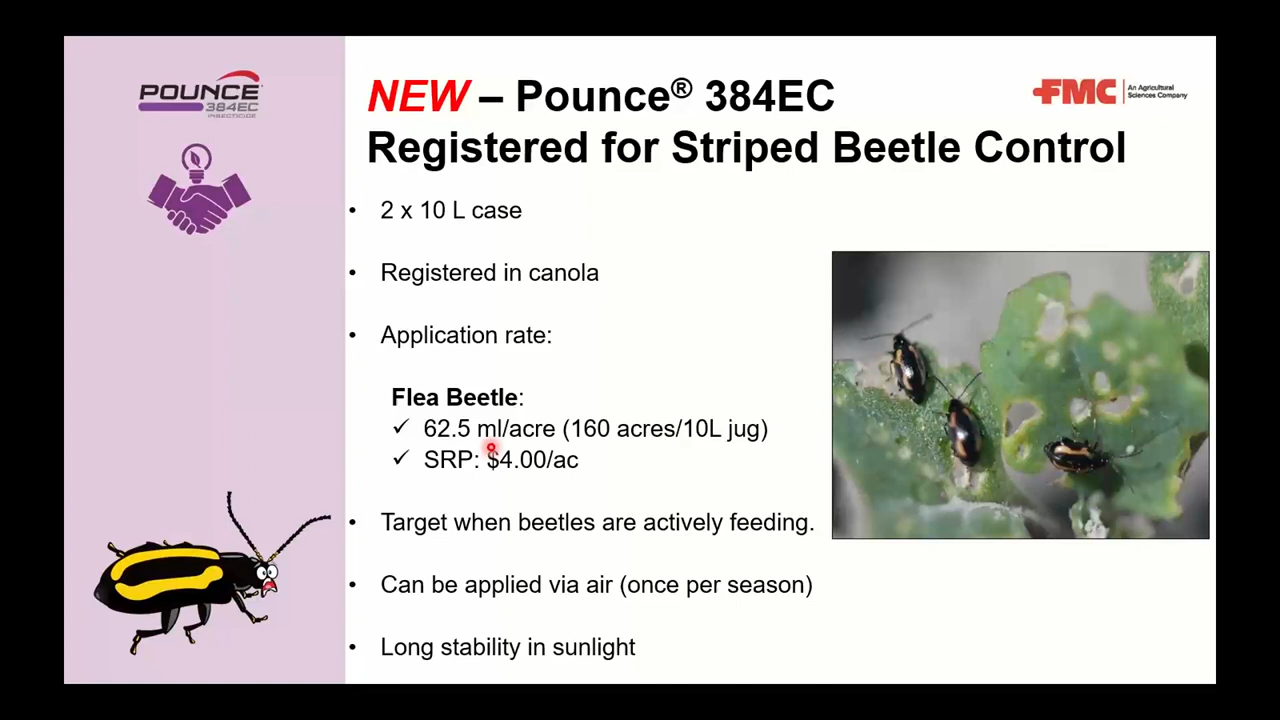 POUNCE
384EC
INSECTICIDE
NEW – Pounce® 384EC
Registered for Striped Beetle Control
FMC
An Agricultural
Sciences Company
• 2 x 10 L case
• Registered in canola
• Application rate:
Flea Beetle:
✓ 62.5 ml/acre (160 acres/10L jug)
✓ SRP: $4.00/ac
• Target when beetles are actively feeding.
• Can be applied via air (once per season)
• Long stability in sunlight